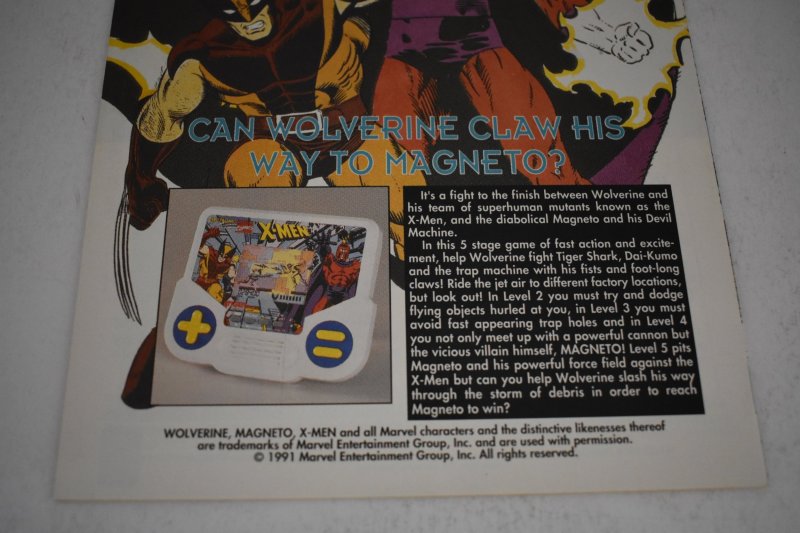 CAN WOLVERINE CLAW HIS
WAY TO MAGNETO?
X-MEN
It's a fight to the finish between Wolverine and
his team of superhuman mutants known as the
X-Men, and the diabolical Magneto and his Devil
Machine.
In this 5 stage game of fast action and excite-
ment, help Wolverine fight Tiger Shark, Dai-Kumo
and the trap machine with his fists and foot-long
claws! Ride the jet air to different factory locations,
but look out! In Level 2 you must try and dodge
flying objects hurled at you, in Level 3 you must
avoid fast appearing trap holes and in Level 4
you not only meet up with a powerful cannon but
the vicious villain himself, MAGNETO! Level 5 pits
Magneto and his powerful force field against the
X-Men but can you help Wolverine slash his way
through the storm of debris in order to reach
Magneto to win?
WOLVERINE, MAGNETO, X-MEN and all Marvel characters and the distinctive likenesses thereof
are trademarks of Marvel Entertainment Group, Inc. and are used with permission.
© 1991 Marvel Entertainment Group, Inc. All rights reserved.